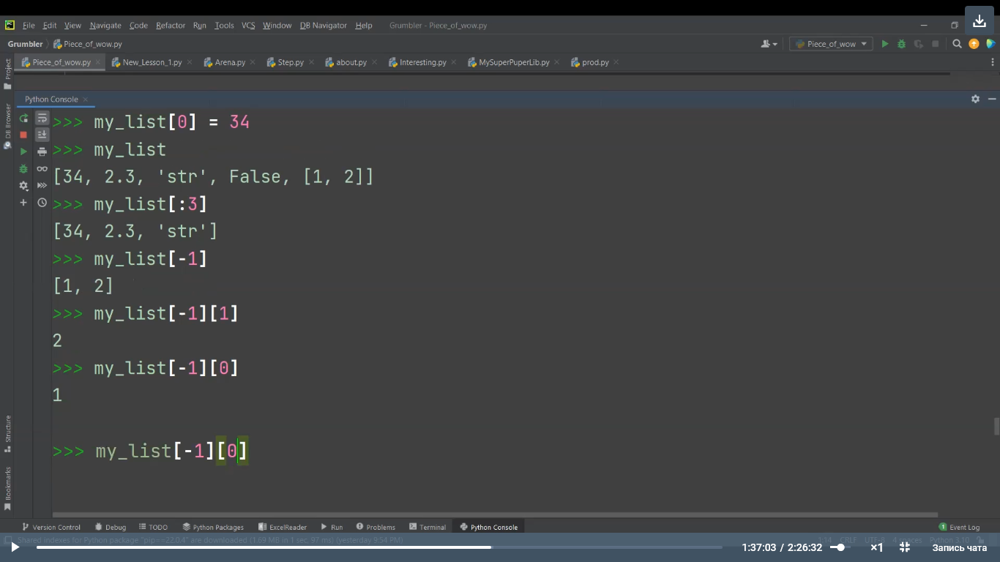 PC File Edit View Navigate Code Refactor Run Tools VCS Window DB Navigator Help Grumbler - Piece_of_wow.py
Grumbler Piece_of_wow.py Piece_of_wow
Piece_of_wow.py New_Lesson_1.py Arena.py Step.py about.py Interesting.py MySuperPuperLib.py prod.py
Project
DB Browser
Python Console
>>> my_list[0] = 34
>>> my_list
[34, 2.3, 'str', False, [1, 2]]
>>> my_list[:3]
[34, 2.3, 'str']
>>> my_list[-1]
[1, 2]
>>> my_list[-1][1]
2
>>> my_list[-1][0]
1
>>> my_list[-1][0]
Structure
Bookmarks
Version Control Debug TODO Python Packages ExcelReader Run Problems Terminal Python Console 1 Event Log
Shared indexes for Python package "pip==22.0.4" are downloaded (1.69 MB in 1 sec, 97 ms) (yesterday 9:54 PM) 1:14 CRLF UTF-8 4 spaces Python 3.10
1:37:03 / 2:26:32 ×1 Запись чата